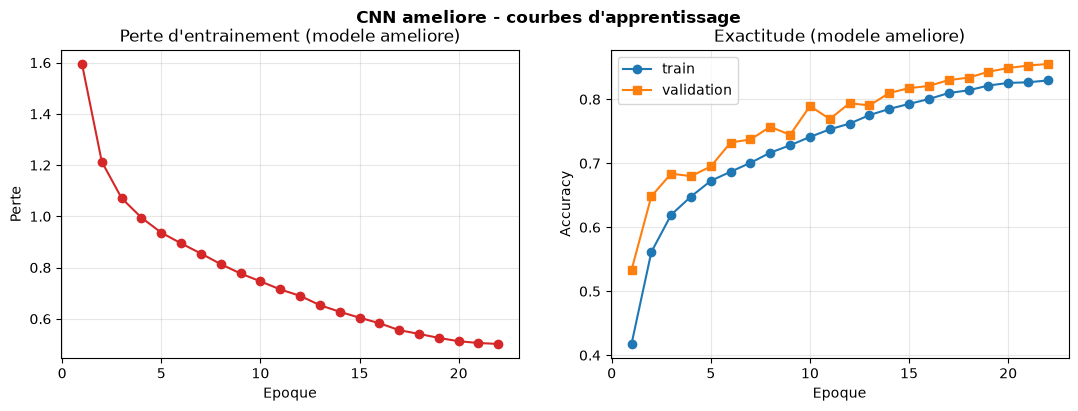 CNN ameliore - courbes d'apprentissage
Perte d'entrainement (modele ameliore)
1.6
1.4
1.2
1.0
0.8
0.6
Perte
0 5 10 15 20
Epoque
Exactitude (modele ameliore)
train
validation
0.8
0.7
0.6
0.5
0.4
Accuracy
0 5 10 15 20
Epoque